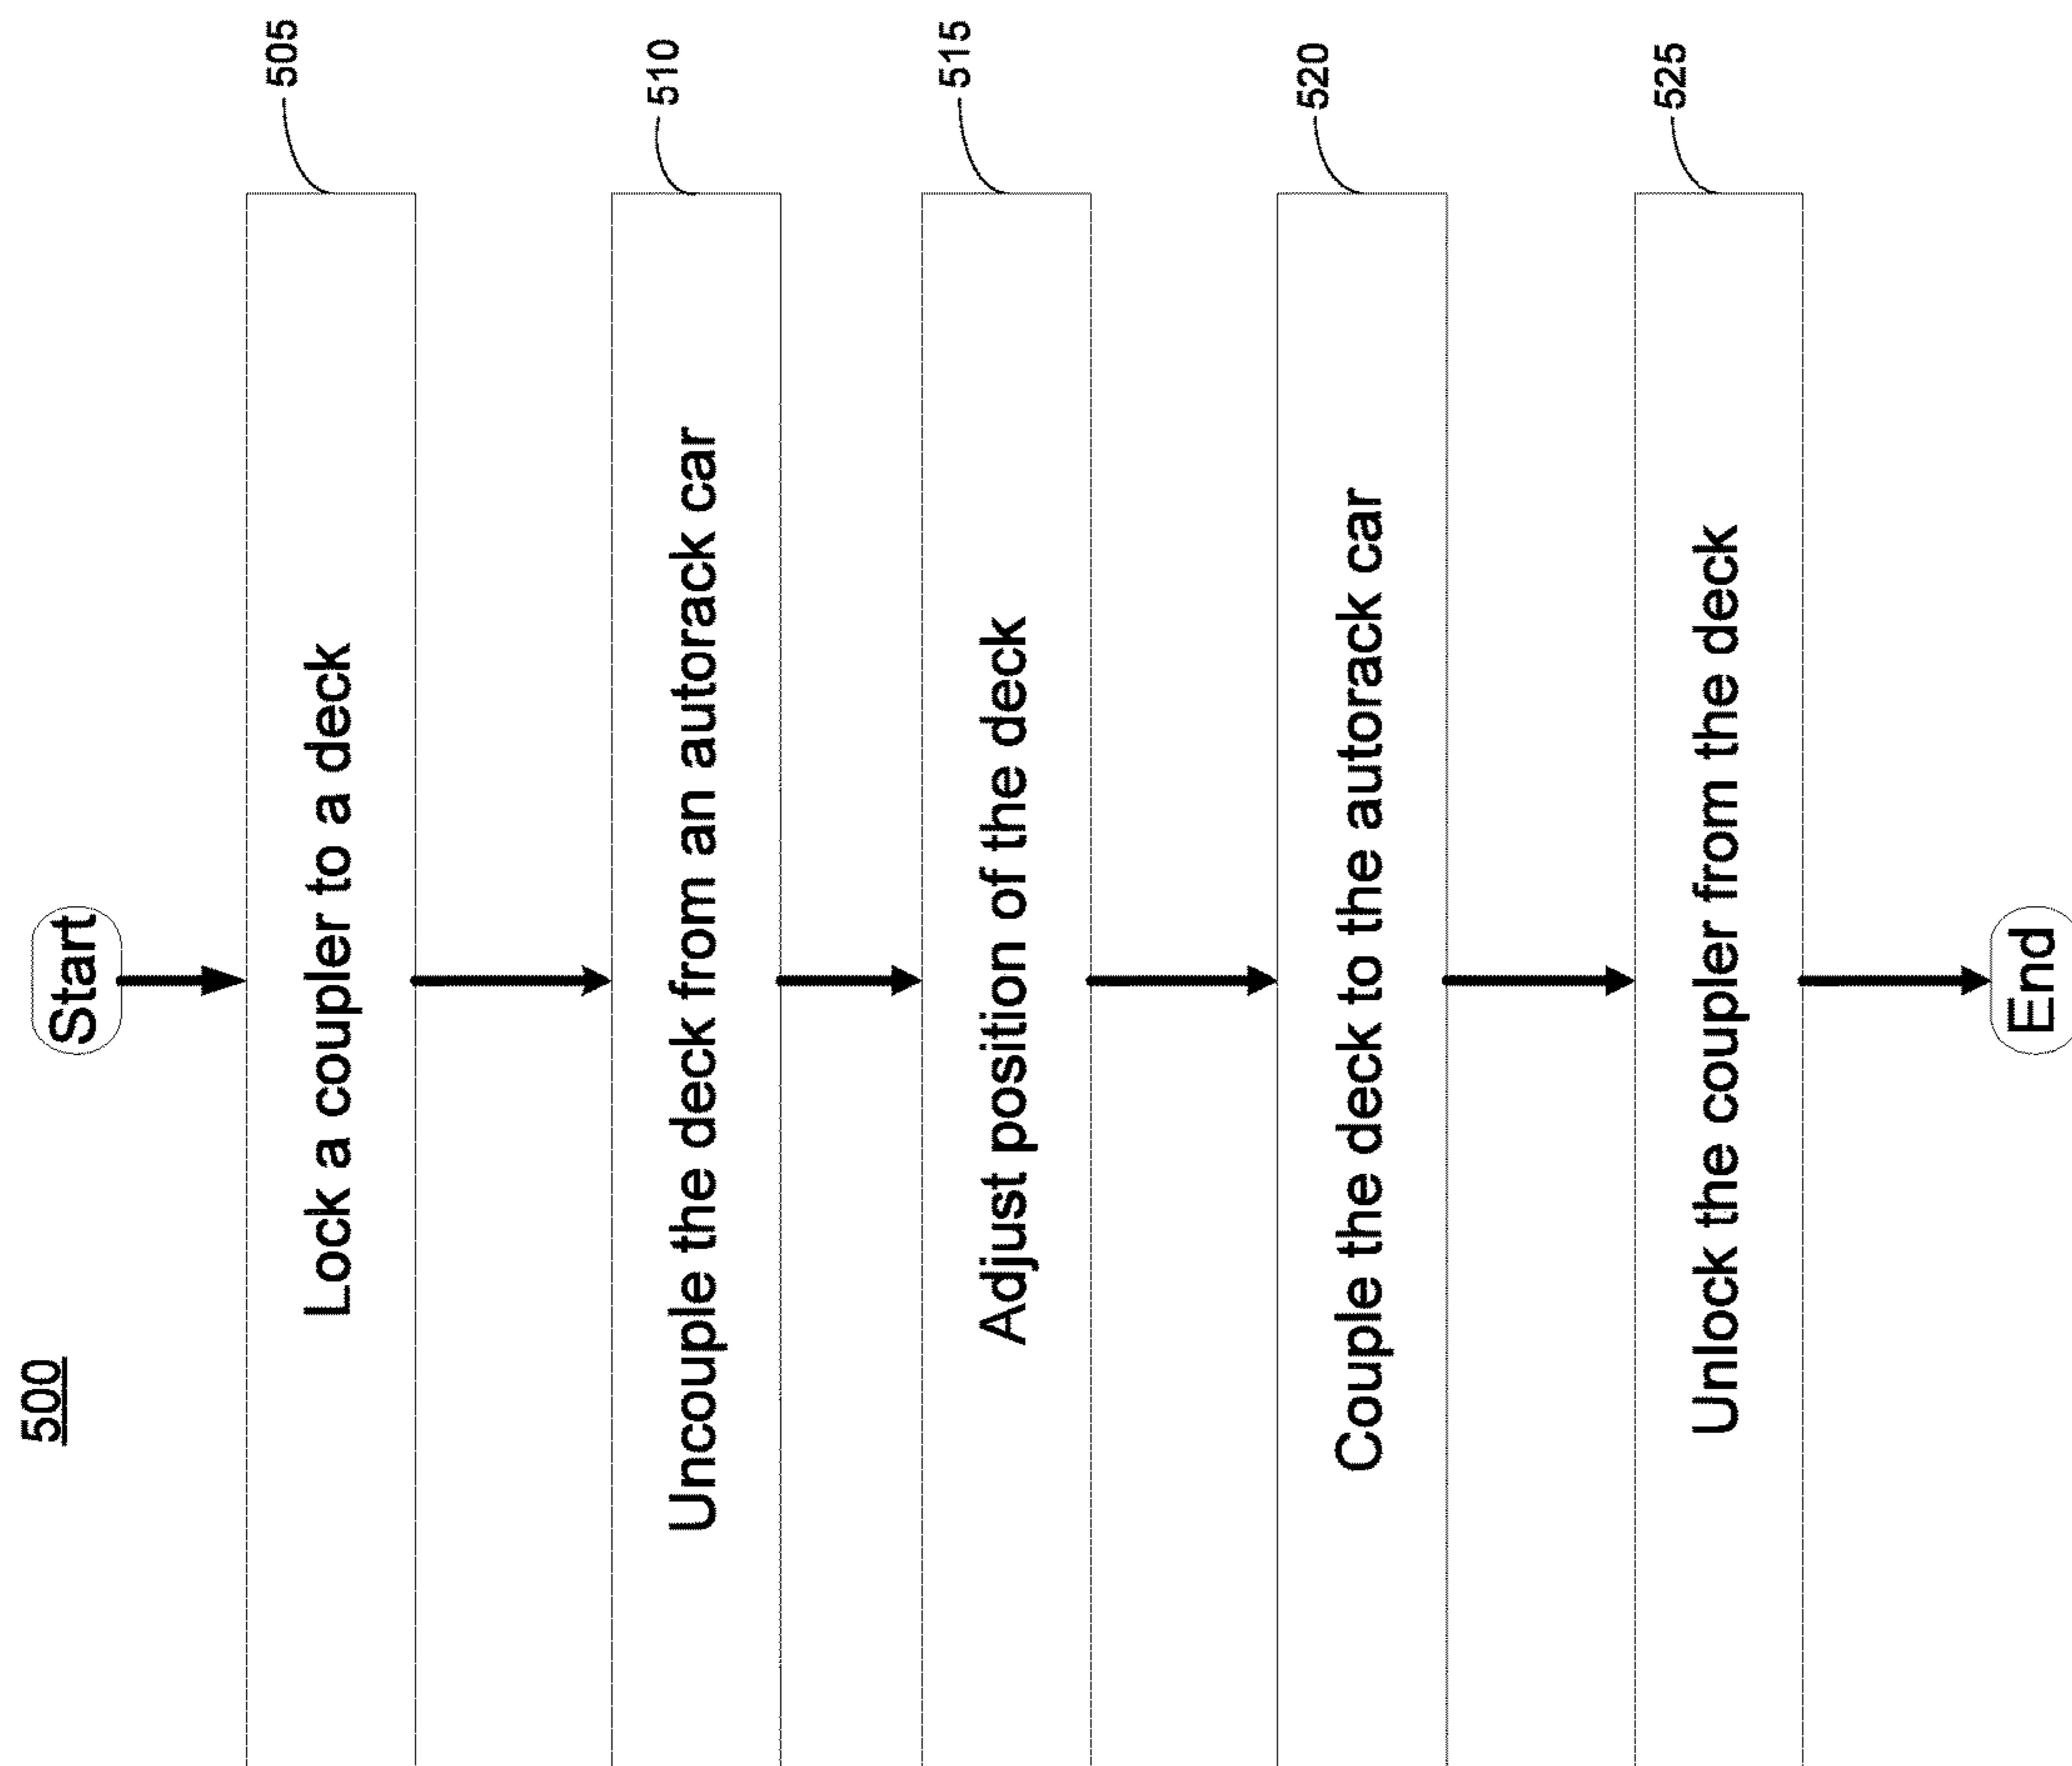 500
Start
Lock a coupler to a deck
505
Uncouple the deck from an autorack car
510
Adjust position of the deck
515
Couple the deck to the autorack car
520
Unlock the coupler from the deck
525
End